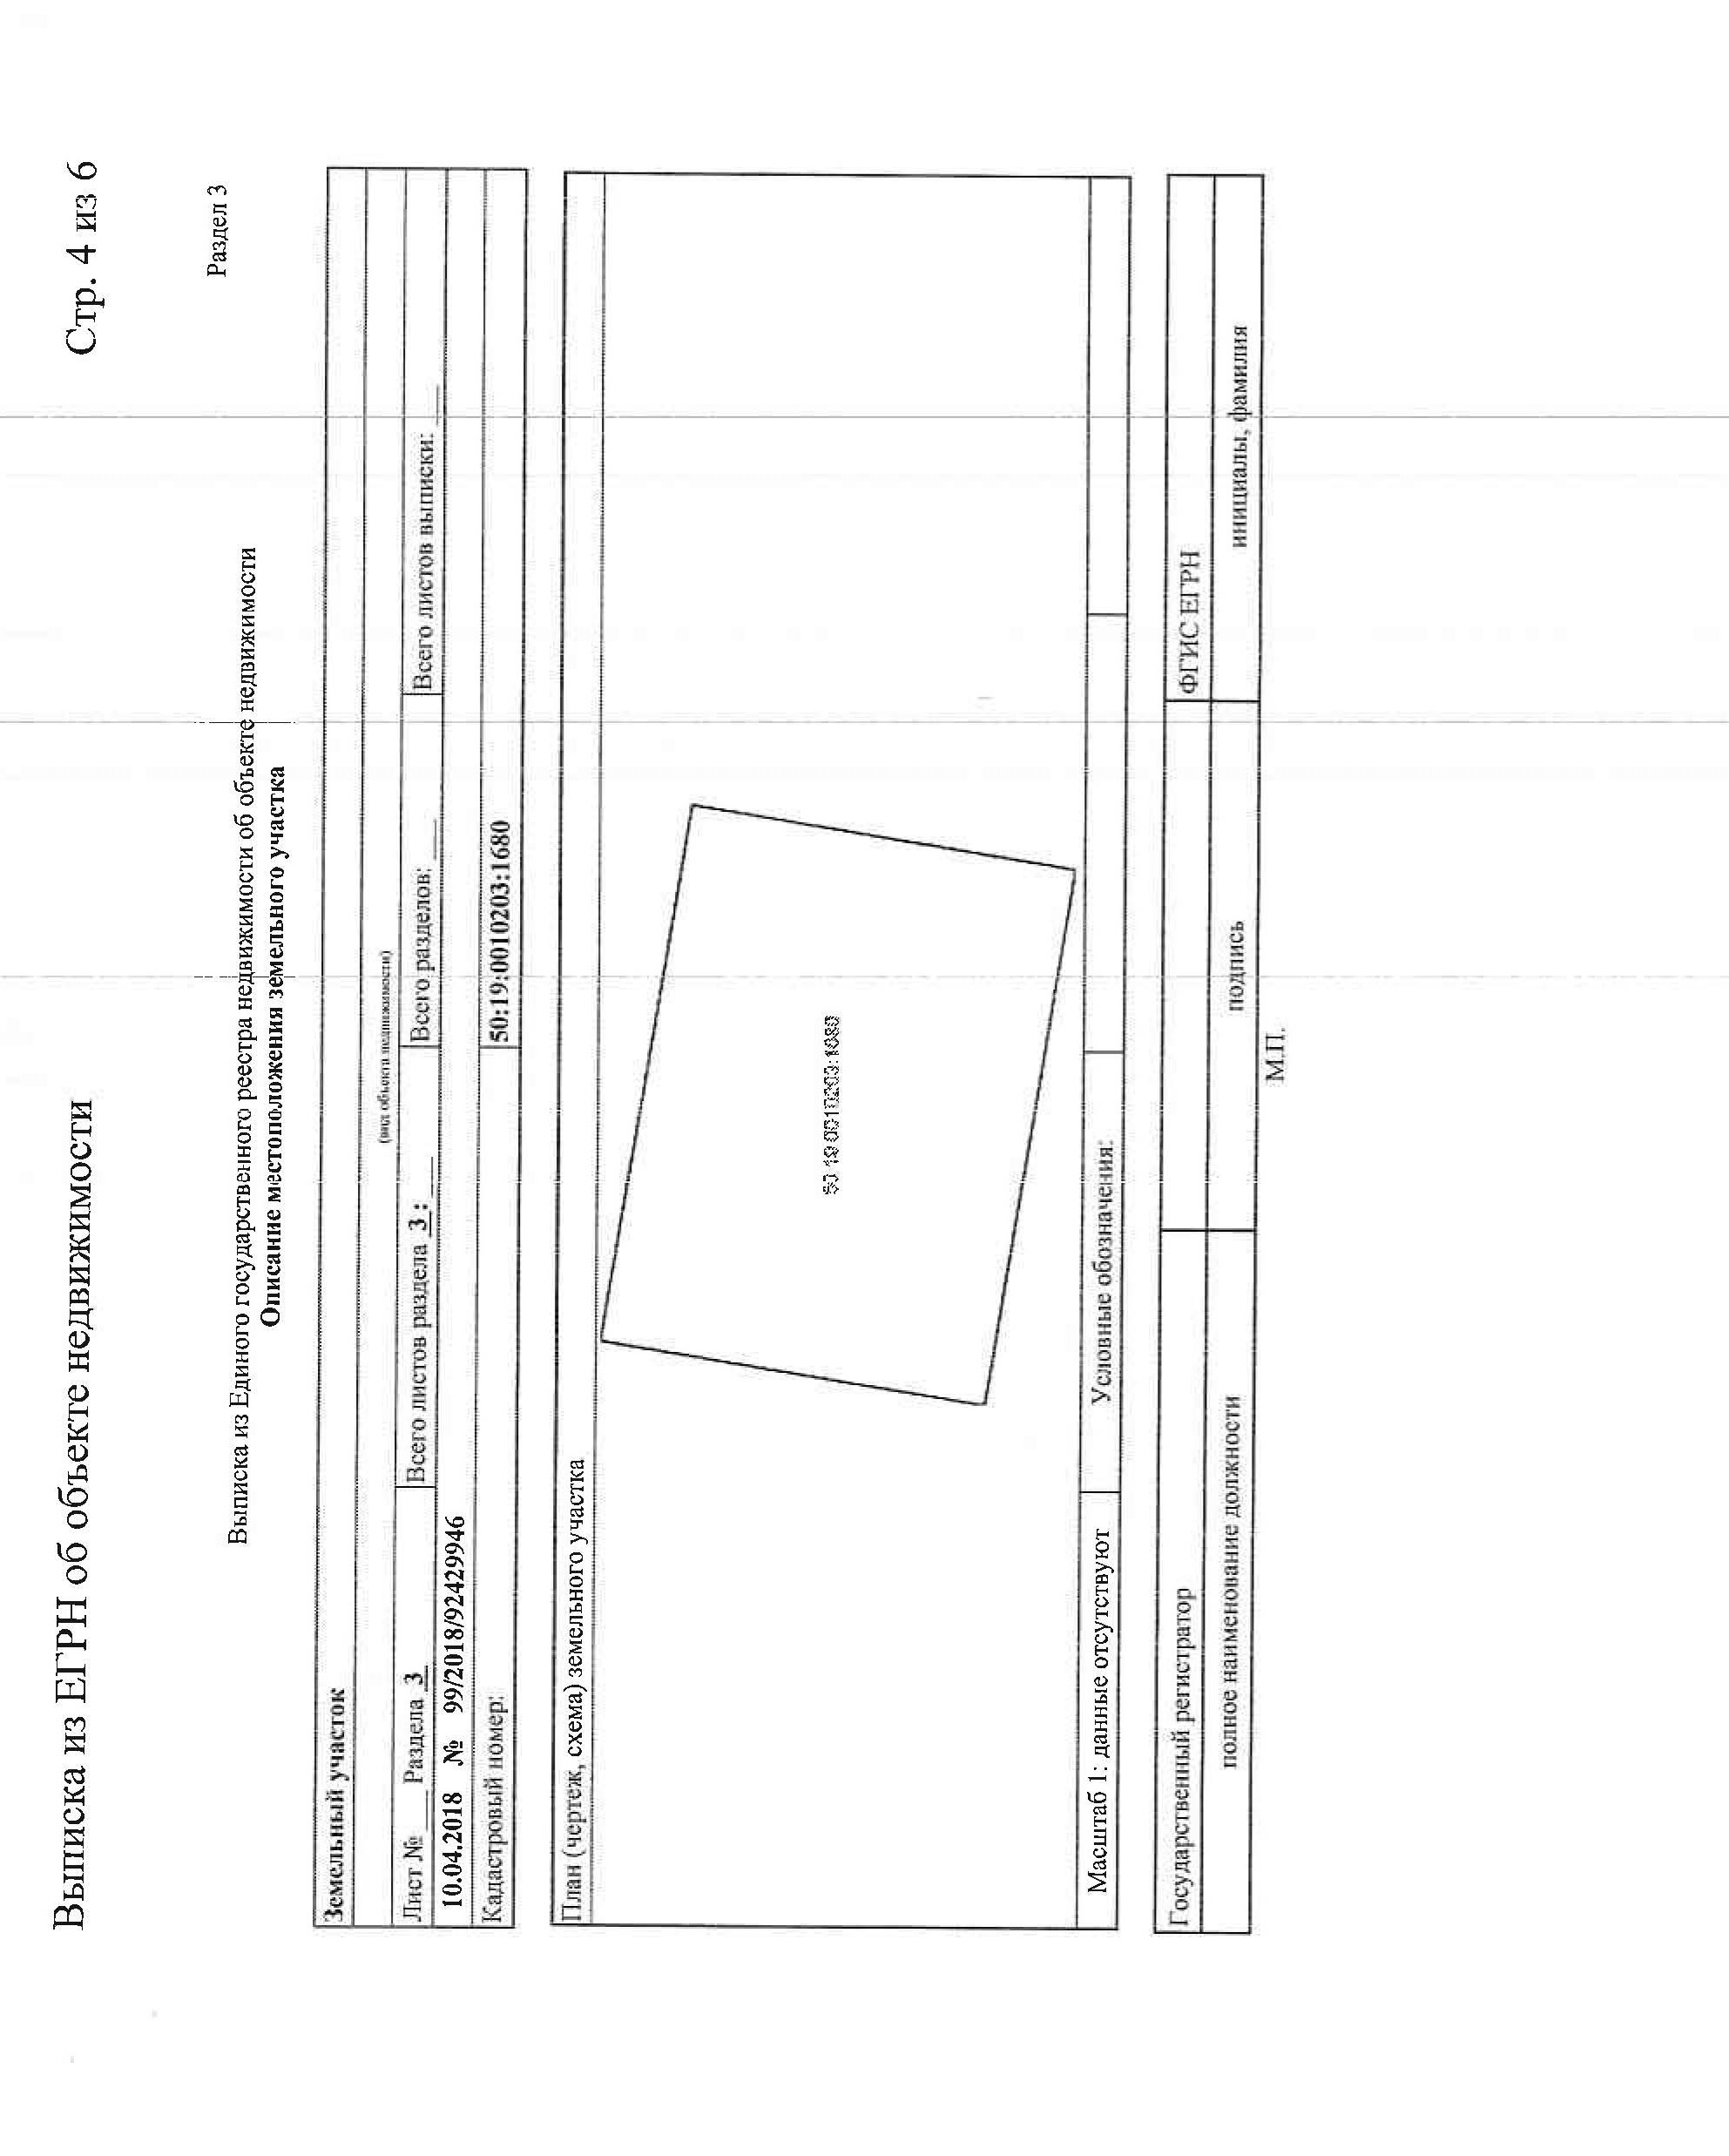 Выписка из ЕГРН об объекте недвижимости Стр. 4 из 6
Раздел 3
Выписка из Единого государственного реестра недвижимости об объекте недвижимости
Описание местоположения земельного участка
Земельный участок
(вид объекта недвижимости)
Лист № ___ Раздела 3 Всего листов раздела 3 : ___ Всего разделов: ___ Всего листов выписки: ___
10.04.2018 № 99/2018/92429946
Кадастровый номер: 50:19:0010203:1680
План (чертеж, схема) земельного участка
50:19:0010203:1680
Масштаб 1: данные отсутствуют Условные обозначения:
Государственный регистратор ФГИС ЕГРН
полное наименование должности подпись инициалы, фамилия
М.П.